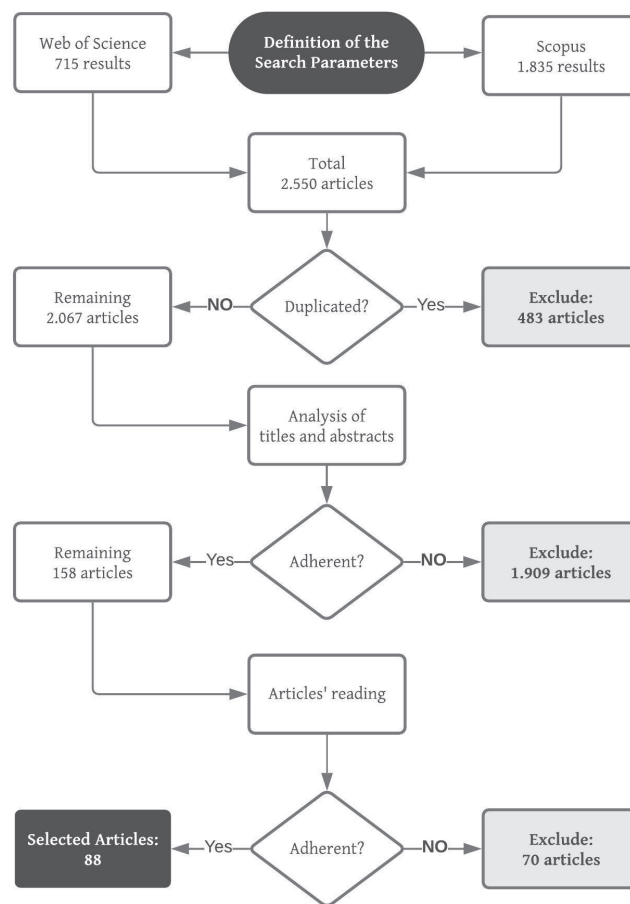 Web of Science
715 results
Definition of the
Search Parameters
Scopus
1.835 results
Total
2.550 articles
Remaining
2.067 articles
NO
Duplicated?
Yes
Exclude:
483 articles
Analysis of
titles and abstracts
Remaining
158 articles
Yes
Adherent?
NO
Exclude:
1.909 articles
Articles' reading
Selected Articles:
88
Yes
Adherent?
NO
Exclude:
70 articles